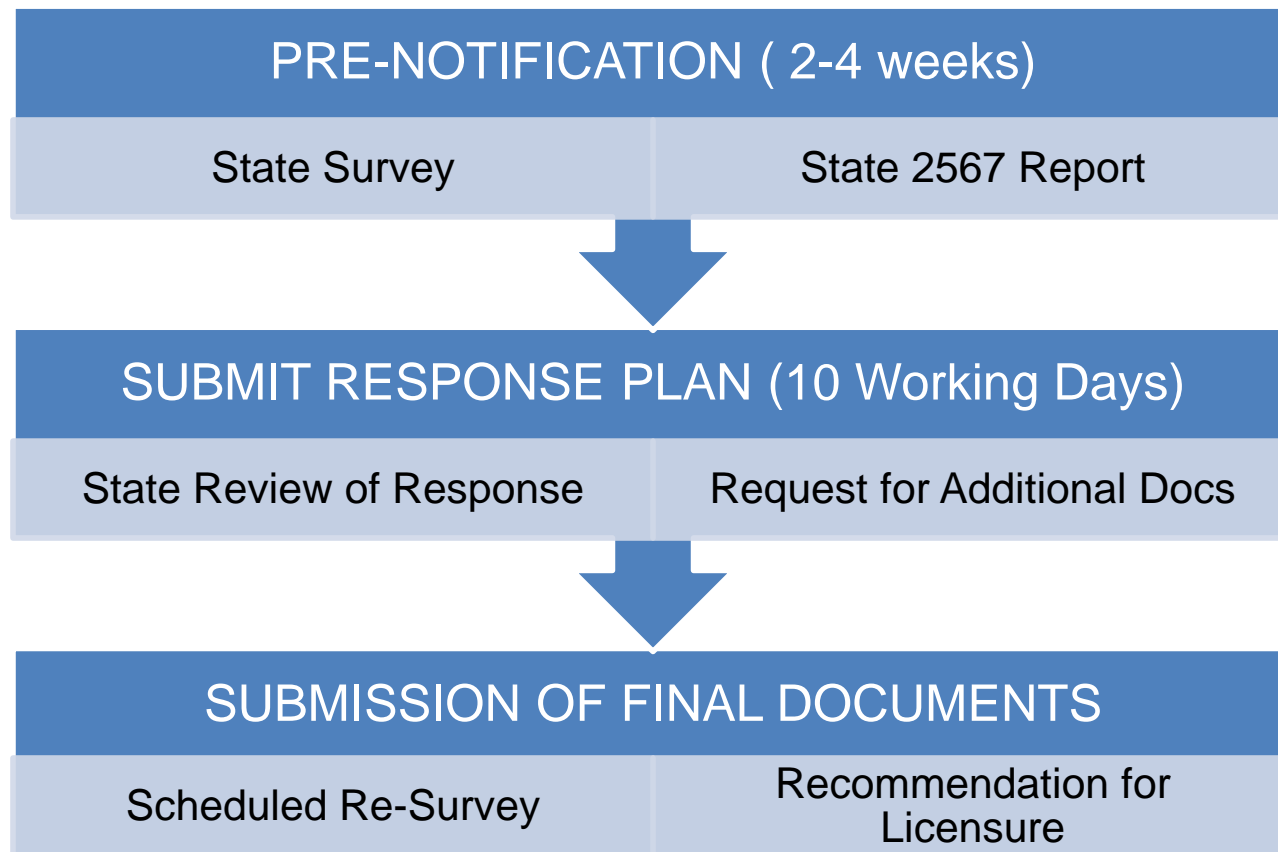 PRE-NOTIFICATION ( 2-4 weeks)
State Survey
State 2567 Report
SUBMIT RESPONSE PLAN (10 Working Days)
State Review of Response
Request for Additional Docs
SUBMISSION OF FINAL DOCUMENTS
Scheduled Re-Survey
Recommendation for
Licensure